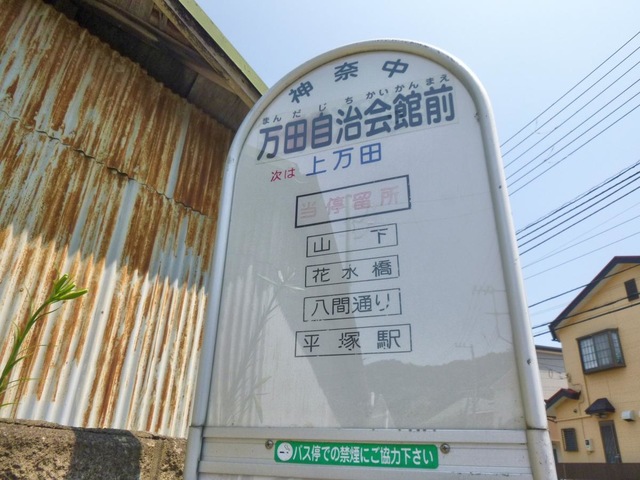 神奈中
まんだじちかいかんまえ
万田自治会館前
次は 上万田
当停留所
山下
花水橋
八間通り
平塚駅
バス停での禁煙にご協力下さい